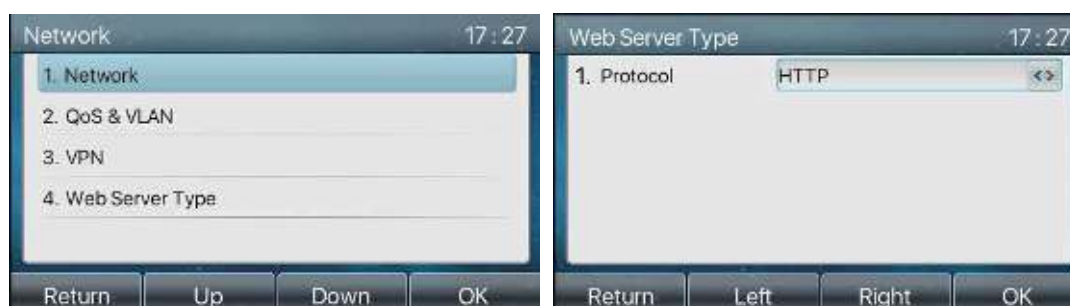 Network 17:27
1. Network
2. QoS & VLAN
3. VPN
4. Web Server Type
Return Up Down OK
Web Server Type 17:27
1. Protocol HTTP <>
Return Left Right OK